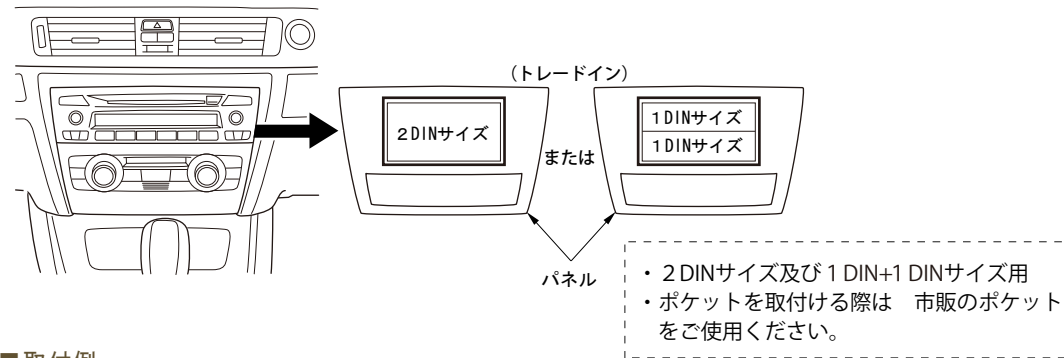 (トレードイン)
2DINサイズ
または
1DINサイズ
1DINサイズ
パネル
・2DINサイズ及び1DIN+1DINサイズ用
・ポケットを取付ける際は 市販のポケット
をご使用ください。
■取付例